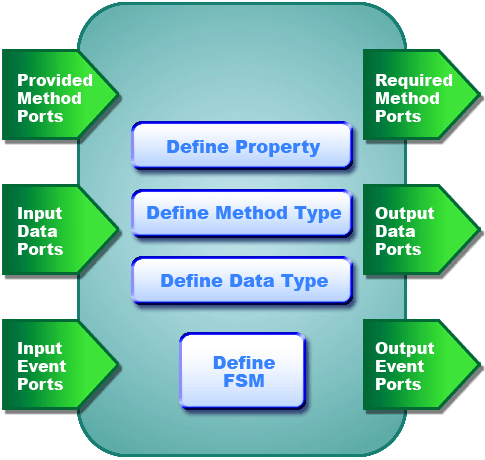 Provided
Method
Ports
Required
Method
Ports
Define Property
Input
Data
Ports
Define Method Type
Output
Data
Ports
Define Data Type
Input
Event
Ports
Define
FSM
Output
Event
Ports